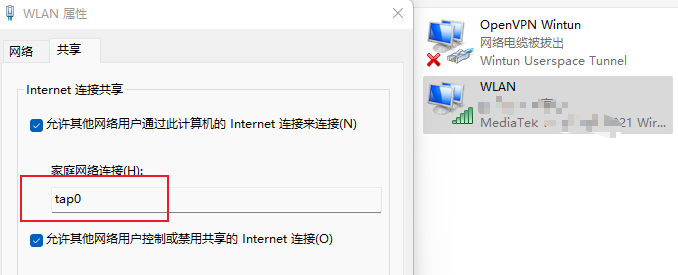 WLAN 属性
网络
共享
Internet 连接共享
允许其他网络用户通过此计算机的 Internet 连接来连接(N)
家庭网络连接(H):
tap0
允许其他网络用户控制或禁用共享的 Internet 连接(O)
OpenVPN Wintun
网络电缆被拔出
Wintun Userspace Tunnel
WLAN
MediaTek
21 Wir...